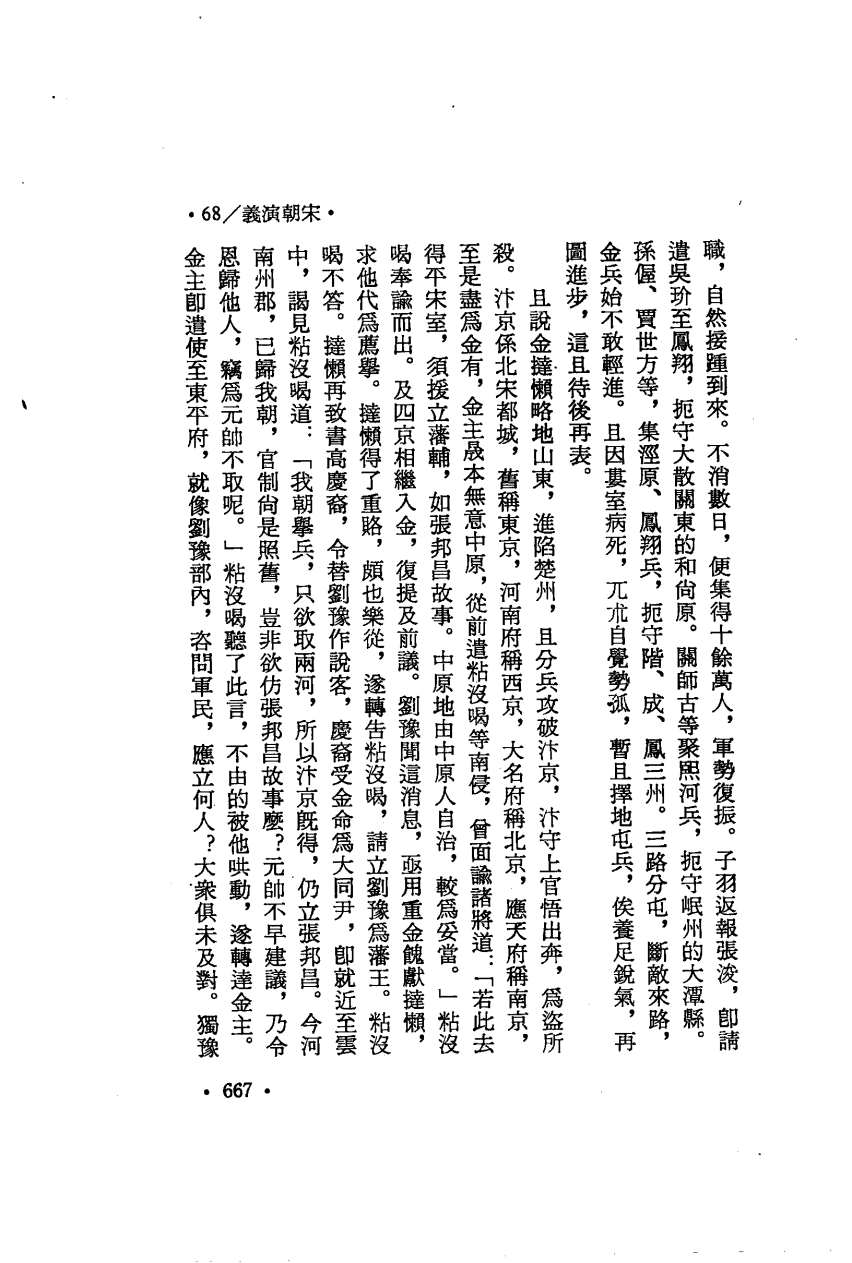 ·68／義演朝宋·
職，自然接踵到來。不消數日，便集得十餘萬人，軍勢復振。子羽返報張浚，卽請
遣吳玠至鳳翔，扼守大散關東的和尙原。關師古等聚熙河兵，扼守岷州的大潭縣。
孫偓、賈世方等，集涇原、鳳翔兵，扼守階、成、鳳三州。三路分屯，斷敵來路，
金兵始不敢輕進。且因婁室病死，兀朮自覺勢孤，暫且擇地屯兵，俟養足銳氣，再
圖進步，這且待後再表。
且說金撻懶略地山東，進陷楚州，且分兵攻破汴京，汴守上官悟出奔，爲盜所
殺。汴京係北宋都城，舊稱東京，河南府稱西京，大名府稱北京，應天府稱南京，
至是盡爲金有，金主晟本無意中原，從前遣粘沒喝等南侵，曾面諭諸將道：「若此去
得平宋室，須援立藩輔，如張邦昌故事。中原地由中原人自治，較爲妥當。」粘沒
喝奉諭而出。及四京相繼入金，復提及前議。劉豫聞這消息，亟用重金餽獻撻懶，
求他代爲薦舉。撻懶得了重賂，頗也樂從，遂轉告粘沒喝，請立劉豫爲藩王。粘沒
喝不答。撻懶再致書高慶裔，令替劉豫作說客，慶裔受金命爲大同尹，卽就近至雲
中，謁見粘沒喝道：「我朝舉兵，只欲取兩河，所以汴京旣得，仍立張邦昌。今河
南州郡，已歸我朝，官制尙是照舊，豈非欲仿張邦昌故事麼？元帥不早建議，乃令
恩歸他人，竊爲元帥不取呢。」粘沒喝聽了此言，不由的被他哄動，遂轉達金主。
金主卽遣使至東平府，就像劉豫部內，咨問軍民，應立何人？大衆俱未及對。獨豫
·667·